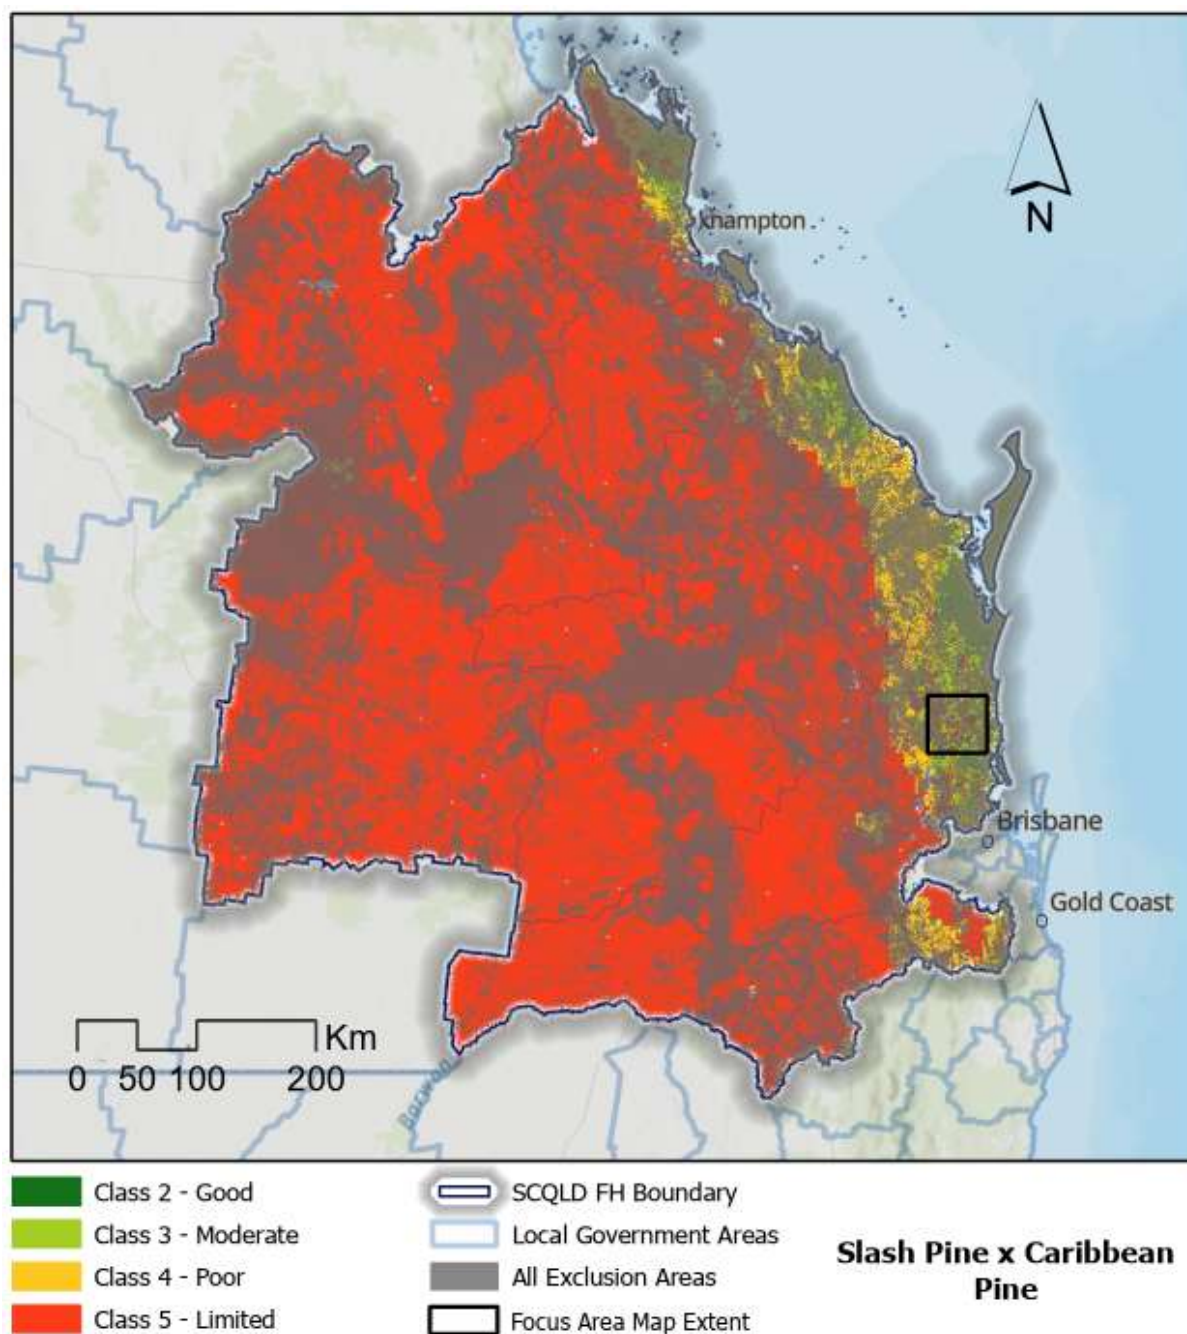 N
khampton
Brisbane
Gold Coast
Km
0 50 100 200
Barwon
Class 2 - Good
Class 3 - Moderate
Class 4 - Poor
Class 5 - Limited
SCQLD FH Boundary
Local Government Areas
All Exclusion Areas
Focus Area Map Extent
Slash Pine x Caribbean
Pine